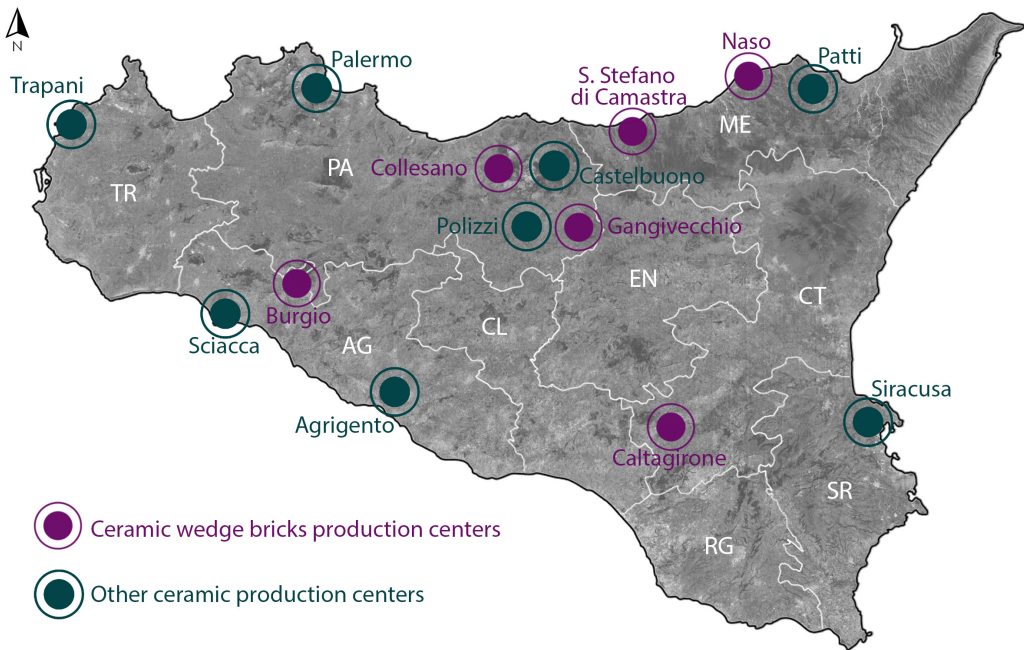 N
Naso
Palermo
Patti
Trapani
S. Stefano
di Camastra
ME
PA
Collesano
Castelbuono
TR
Polizzi
Gangivecchio
EN
CT
Burgio
CL
Sciacca
AG
Siracusa
Agrigento
Caltagirone
SR
Ceramic wedge bricks production centers
RG
Other ceramic production centers